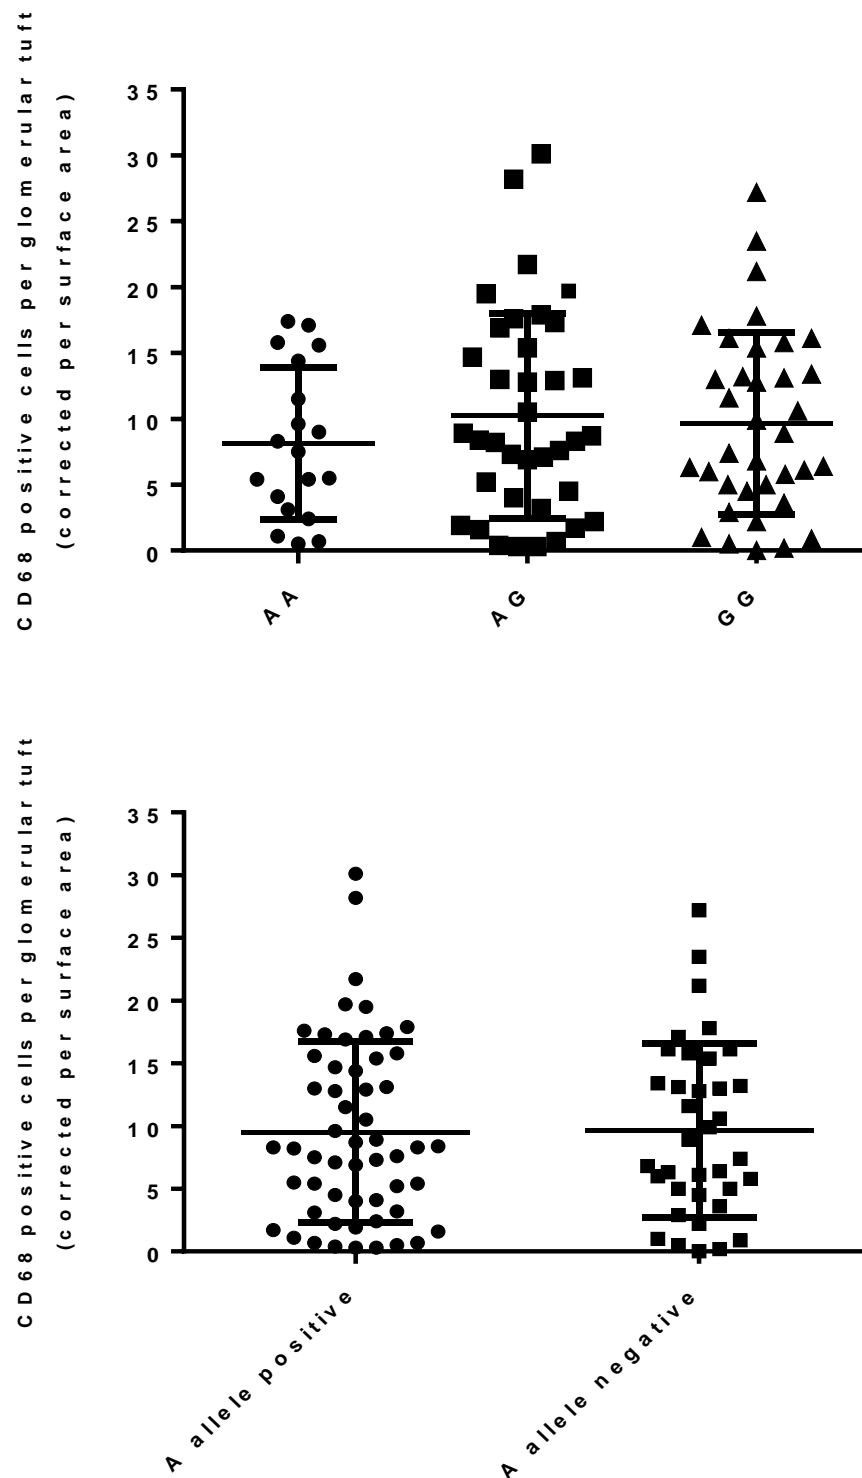 CD68 positive cells per glomerular tuft
(corrected per surface area)
35
30
25
20
15
10
5
0
AA
AG
GG
CD68 positive cells per glomerular tuft
(corrected per surface area)
35
30
25
20
15
10
5
0
A allele positive
A allele negative